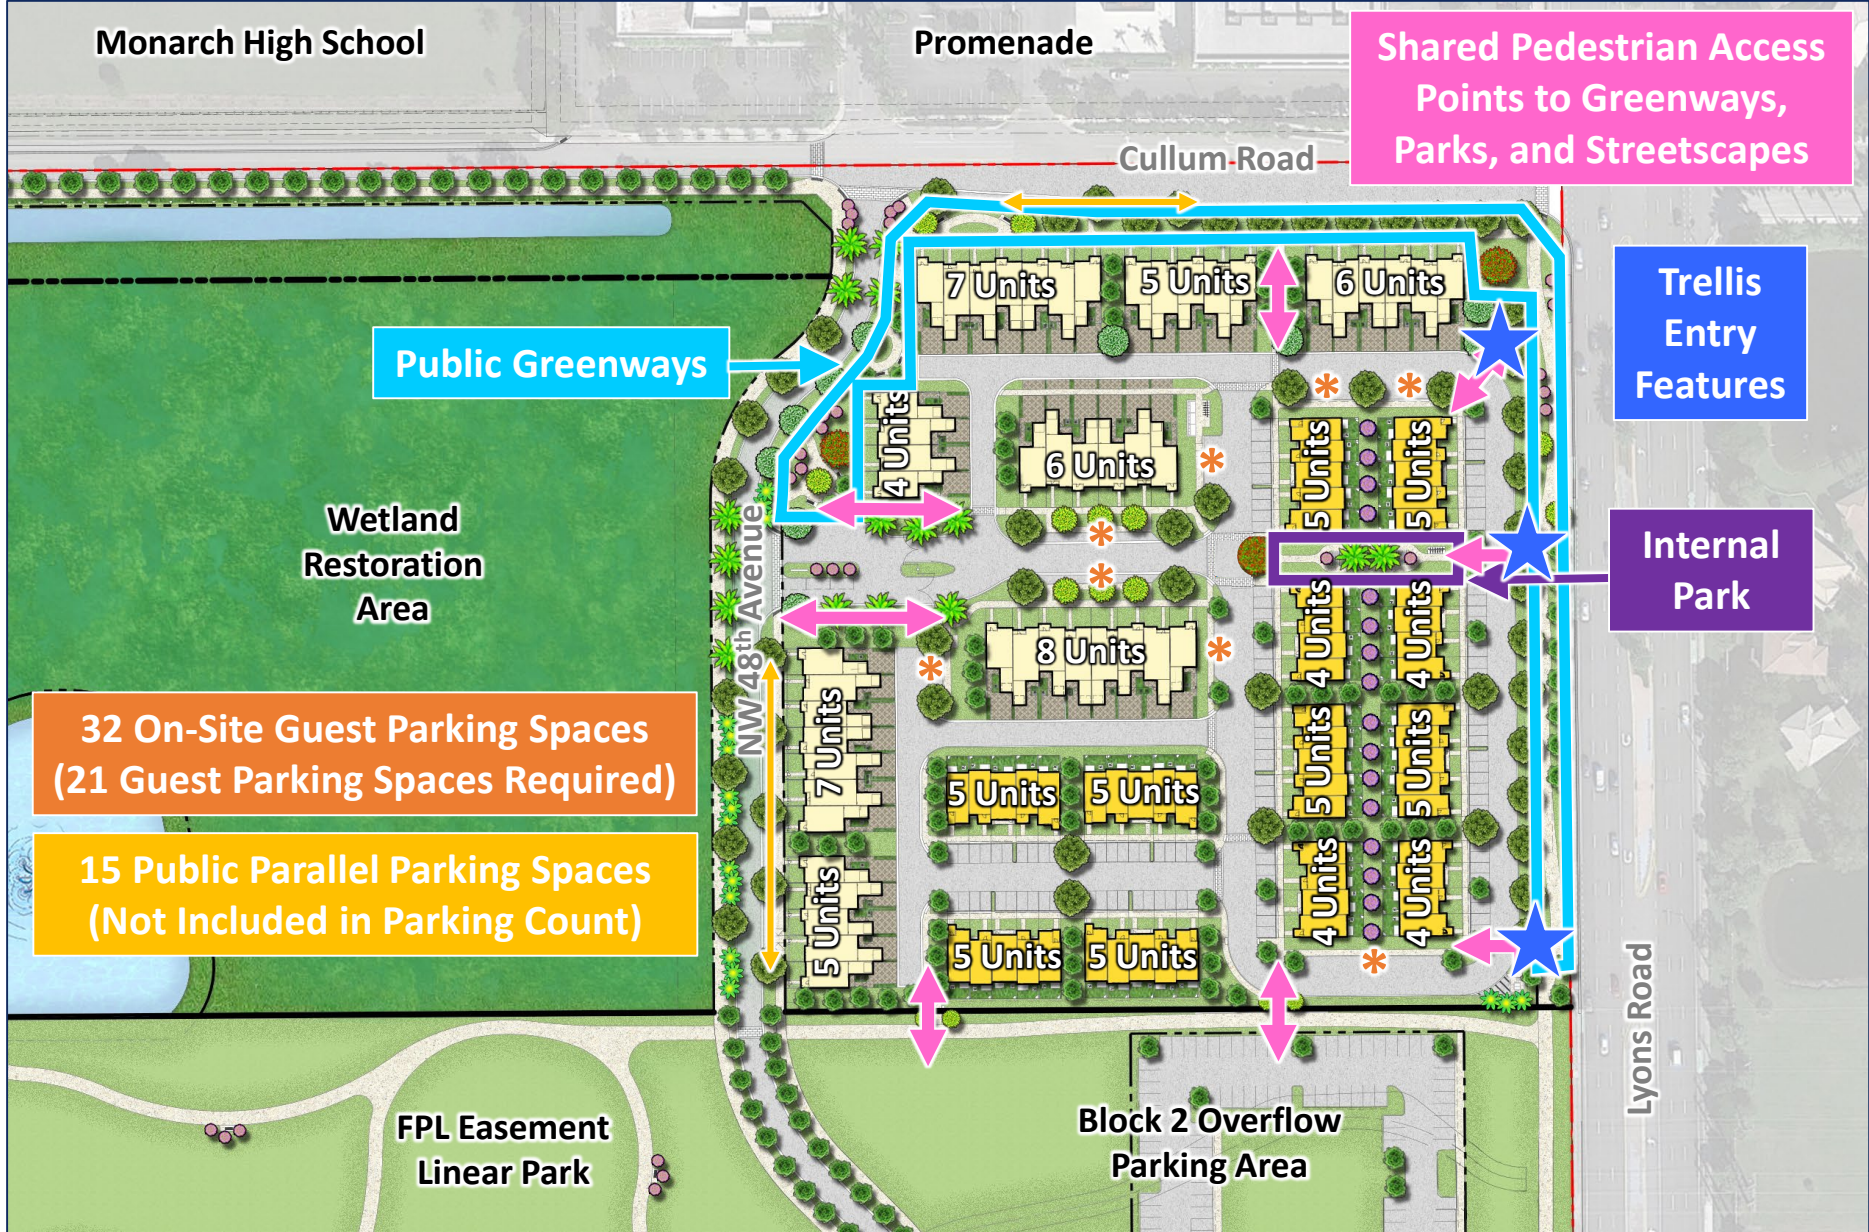 Monarch High School
Promenade
Shared Pedestrian Access
Points to Greenways,
Parks, and Streetscapes
Cullum Road
Trellis
Entry
Features
7 Units
5 Units
6 Units
Public Greenways
4 Units
6 Units
*
*
*
5 Units
5 Units
Wetland
Restoration
Area
NW 48th Avenue
*
*
Internal
Park
8 Units
*
*
4 Units
4 Units
32 On-Site Guest Parking Spaces
(21 Guest Parking Spaces Required)
7 Units
5 Units
5 Units
5 Units
5 Units
15 Public Parallel Parking Spaces
(Not Included in Parking Count)
5 Units
5 Units
5 Units
4 Units
4 Units
*
Lyons Road
FPL Easement
Linear Park
Block 2 Overflow
Parking Area